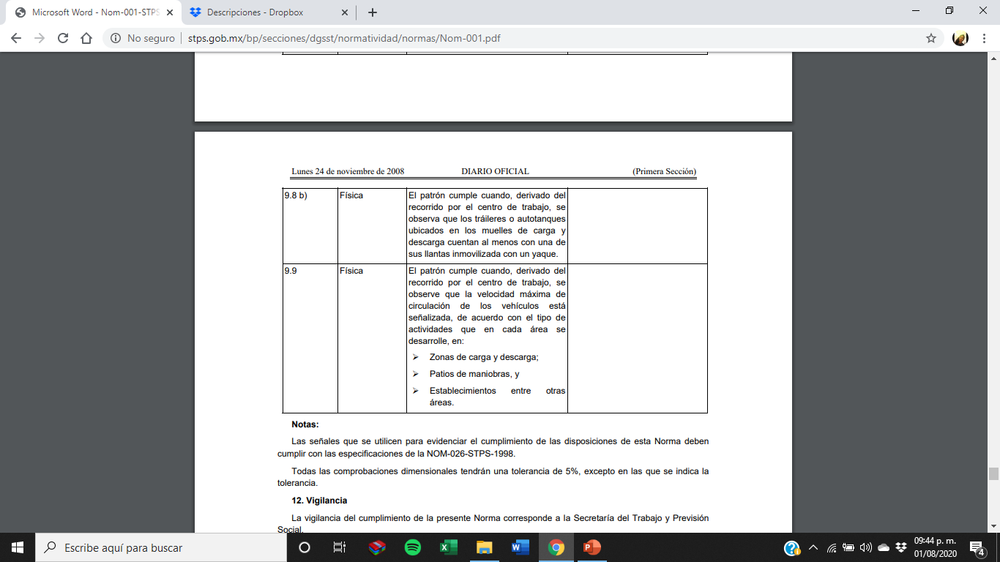 Microsoft Word - Nom-001-STPS
Descripciones - Dropbox
No seguro
stps.gob.mx/bp/secciones/dgsst/normatividad/normas/Nom-001.pdf
Lunes 24 de noviembre de 2008 DIARIO OFICIAL (Primera Sección)
9.8 b) Física El patrón cumple cuando, derivado del
recorrido por el centro de trabajo, se
observa que los tráileres o autotanques
ubicados en los muelles de carga y
descarga cuentan al menos con una de
sus llantas inmovilizada con un yaque.
9.9 Física El patrón cumple cuando, derivado del
recorrido por el centro de trabajo, se
observe que la velocidad máxima de
circulación de los vehículos está
señalizada, de acuerdo con el tipo de
actividades que en cada área se
desarrolle, en:
Zonas de carga y descarga;
Patios de maniobras, y
Establecimientos entre otras
áreas.
Notas:
Las señales que se utilicen para evidenciar el cumplimiento de las disposiciones de esta Norma deben
cumplir con las especificaciones de la NOM-026-STPS-1998.
Todas las comprobaciones dimensionales tendrán una tolerancia de 5%, excepto en las que se indica la
tolerancia.
12. Vigilancia
La vigilancia del cumplimiento de la presente Norma corresponde a la Secretaría del Trabajo y Previsión
Social.
Escribe aquí para buscar
09:44 p. m.
01/08/2020
4